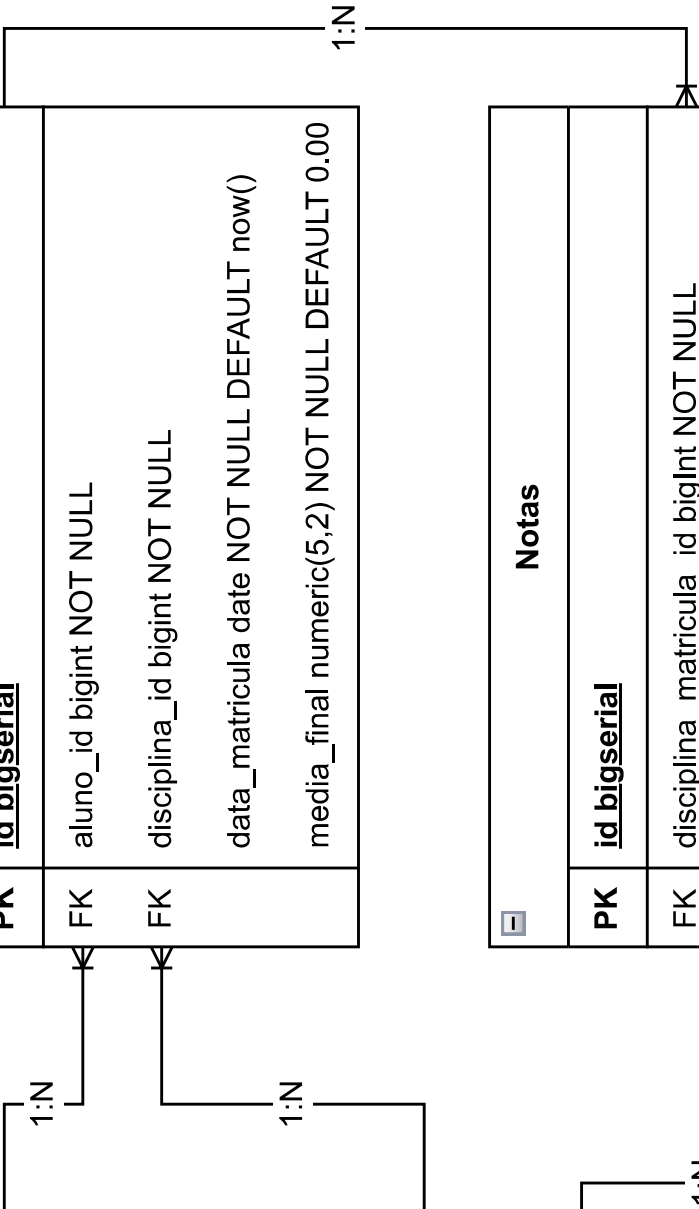 1:N
PK id bigserial
FK aluno_id bigint NOT NULL
FK disciplina_id bigint NOT NULL
data_matricula date NOT NULL DEFAULT now()
media_final numeric(5,2) NOT NULL DEFAULT 0.00
1:N
1:N
Notas
PK id bigserial
FK disciplina_matricula_id bigInt NOT NULL
1:N